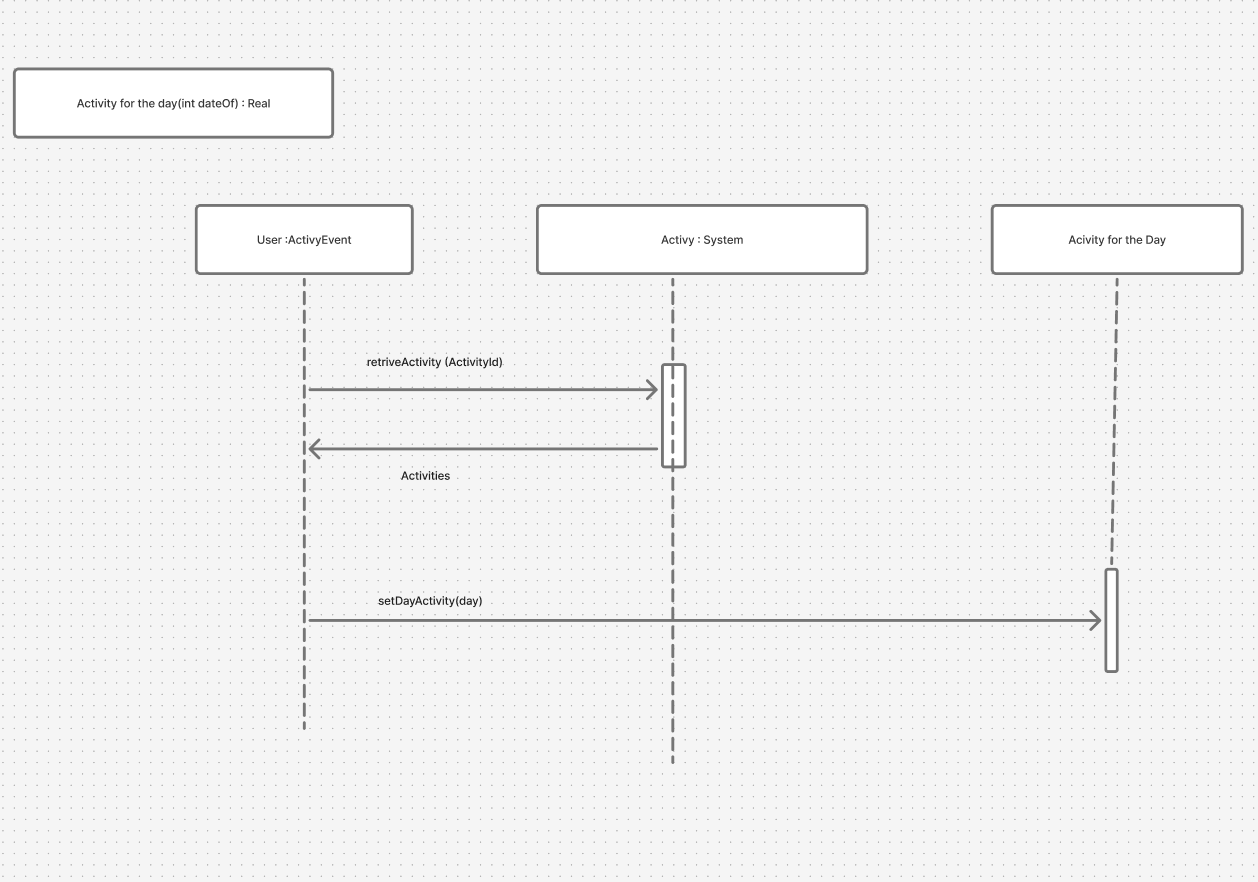 Activity for the day(int dateOf) : Real
User :ActivyEvent
Activy : System
Acivity for the Day
retriveActivity (ActivityId)
Activities
setDayActivity(day)